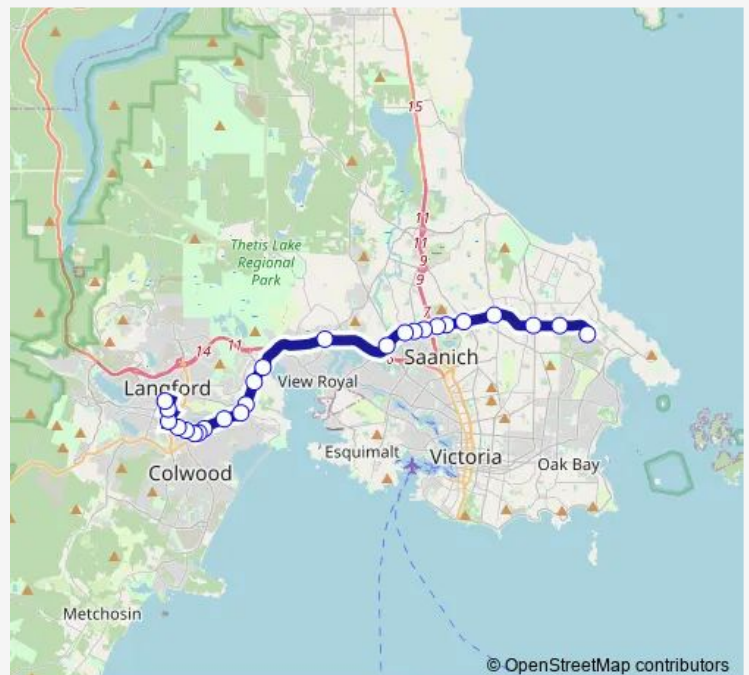 15
11
11
9
9
Thetis Lake
Regional
Park
7
14 11
Saanich
View Royal
Langford
Esquimalt
Victoria
Oak Bay
Colwood
Metchosin
© OpenStreetMap contributors